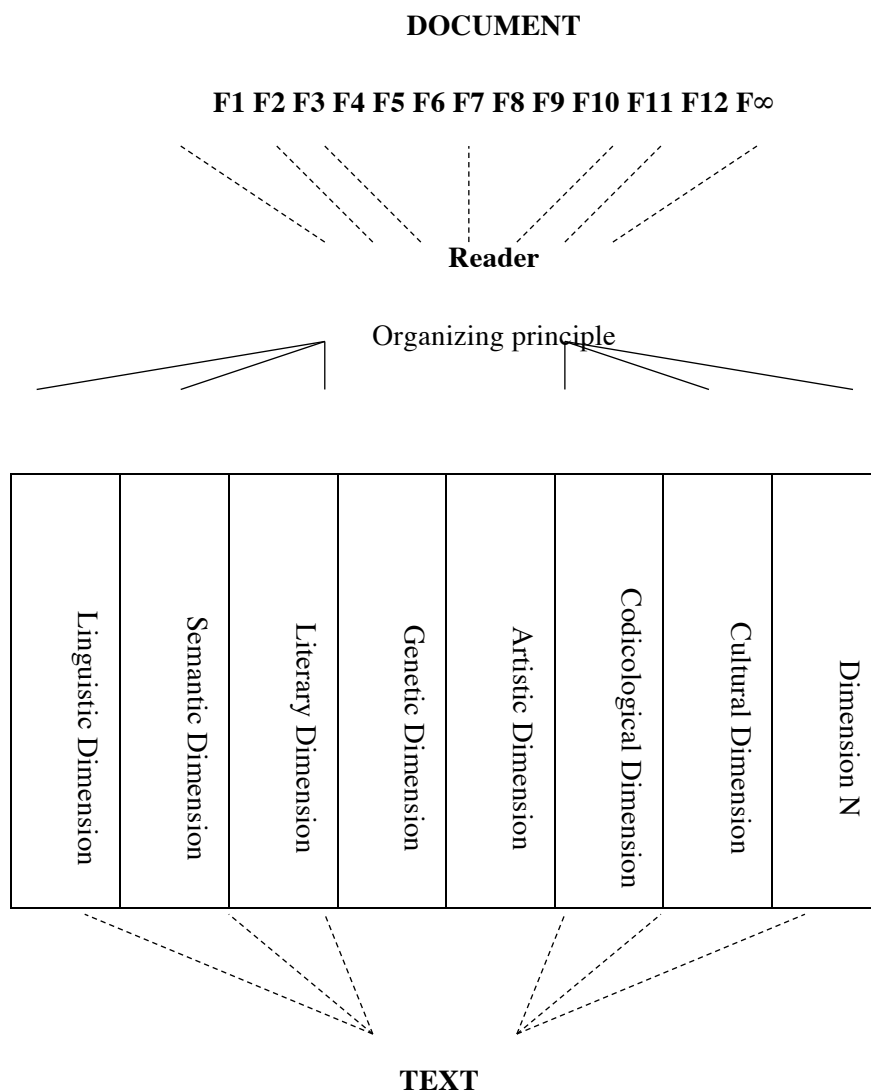 DOCUMENT
F1 F2 F3 F4 F5 F6 F7 F8 F9 F10 F11 F12 F∞
Reader
Organizing principle
Linguistic Dimension
Semantic Dimension
Literary Dimension
Genetic Dimension
Artistic Dimension
Codicological Dimension
Cultural Dimension
Dimension N
TEXT